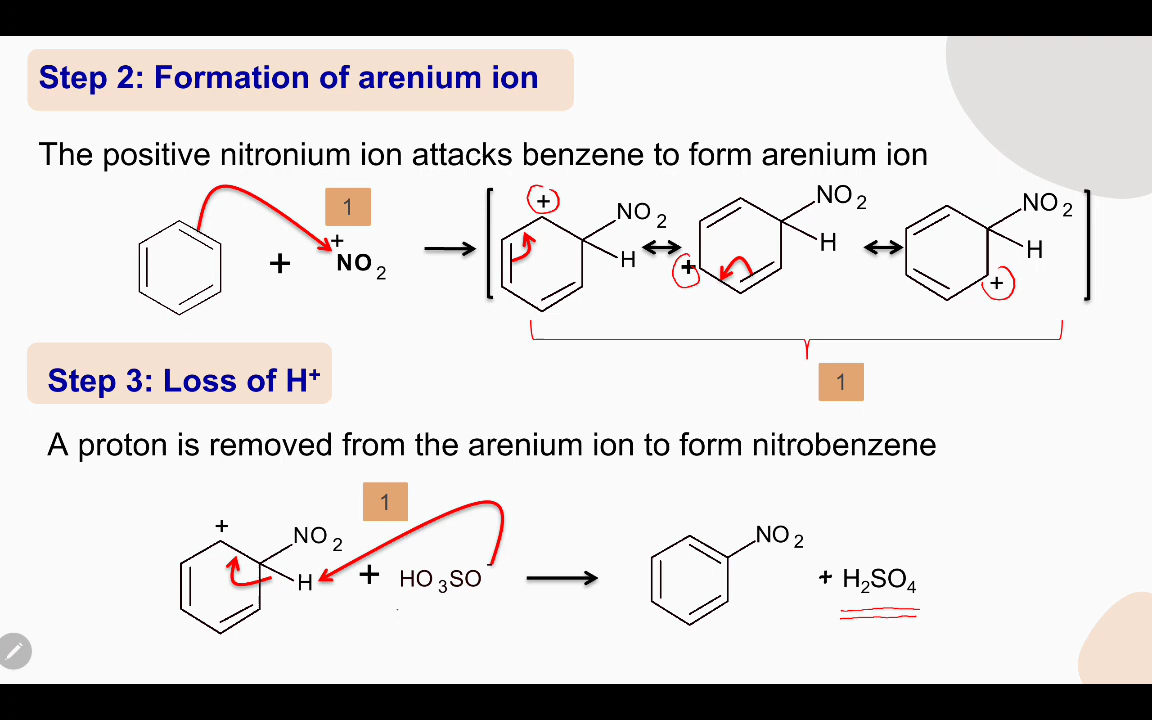 Step 2: Formation of arenium ion
The positive nitronium ion attacks benzene to form arenium ion
1
+ + NO2 + NO2 H + NO2 H NO2 H +
1
Step 3: Loss of H+
A proton is removed from the arenium ion to form nitrobenzene
1
+ NO2 H + HO3SO- NO2 + H2SO4